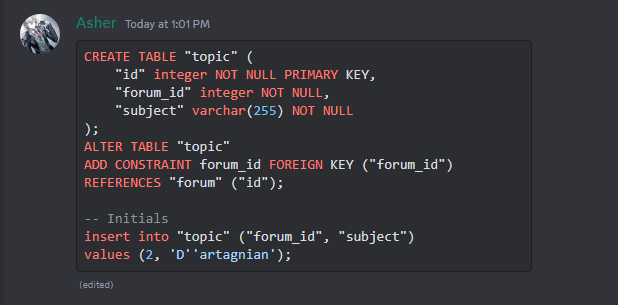 Asher Today at 1:01 PM
CREATE TABLE "topic" (
    "id" integer NOT NULL PRIMARY KEY,
    "forum_id" integer NOT NULL,
    "subject" varchar(255) NOT NULL
);
ALTER TABLE "topic"
ADD CONSTRAINT forum_id FOREIGN KEY ("forum_id")
REFERENCES "forum" ("id");

-- Initials
insert into "topic" ("forum_id", "subject")
values (2, 'D''artagnian');
(edited)